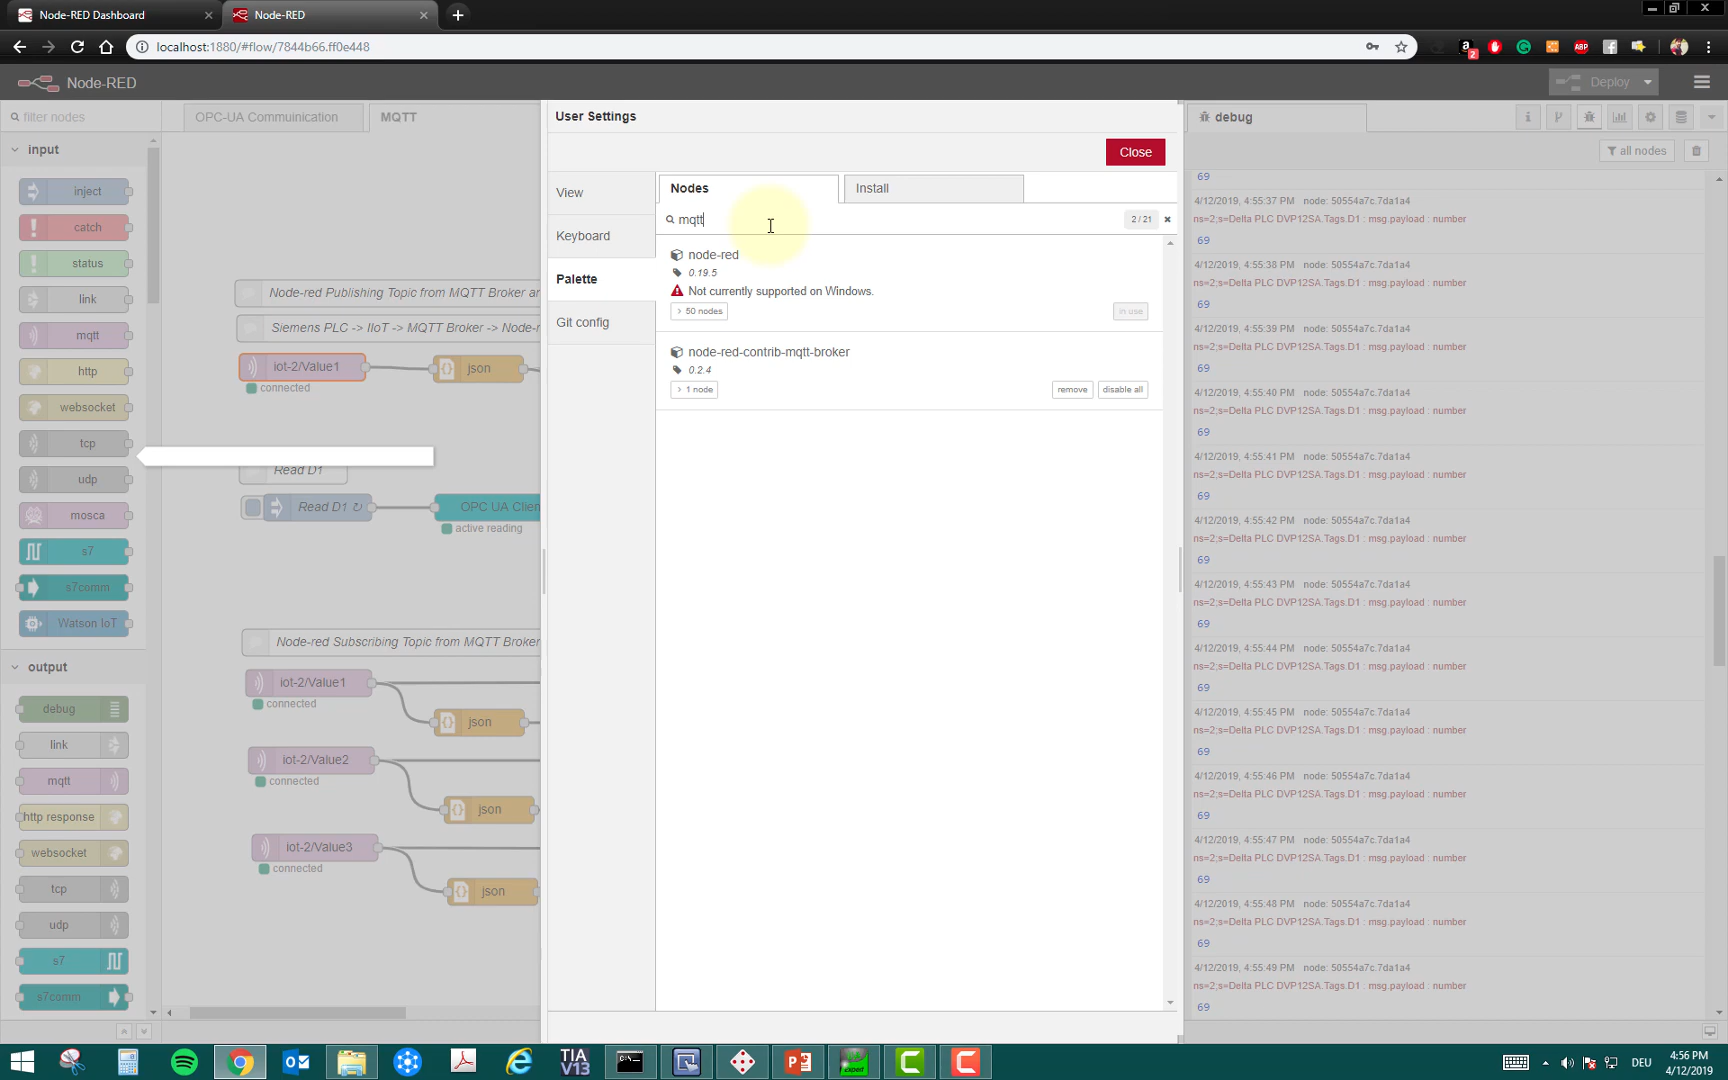 Node-RED Dashboard
Node-RED
localhost:1880/#flow/7844b66.ff0e448
Node-RED
Deploy
filter nodes
OPC-UA Commuinication
MQTT
User Settings
debug
Close
all nodes
input
inject
catch
status
link
mqtt
http
websocket
tcp
udp
mosca
s7
s7comm
Watson IoT
output
debug
link
mqtt
http response
websocket
tcp
udp
s7
s7comm
Node-red Publishing Topic from MQTT Broker an
Siemens PLC -> IIoT -> MQTT Broker -> Node-r
iot-2/Value1
json
connected
Read D1
Read D1 ↻
OPC UA Clien
active reading
Node-red Subscribing Topic from MQTT Broker
iot-2/Value1
connected
json
iot-2/Value2
connected
json
iot-2/Value3
connected
json
View
Keyboard
Palette
Git config
Nodes
Install
mqtt
2 / 21
node-red
0.19.5
Not currently supported on Windows.
50 nodes
in use
node-red-contrib-mqtt-broker
0.2.4
1 node
remove
disable all
69
4/12/2019, 4:55:37 PM node: 50554a7c.7da1a4
ns=2;s=Delta PLC DVP12SA.Tags.D1 : msg.payload : number
69
4/12/2019, 4:55:38 PM node: 50554a7c.7da1a4
ns=2;s=Delta PLC DVP12SA.Tags.D1 : msg.payload : number
69
4/12/2019, 4:55:39 PM node: 50554a7c.7da1a4
ns=2;s=Delta PLC DVP12SA.Tags.D1 : msg.payload : number
69
4/12/2019, 4:55:40 PM node: 50554a7c.7da1a4
ns=2;s=Delta PLC DVP12SA.Tags.D1 : msg.payload : number
69
4/12/2019, 4:55:41 PM node: 50554a7c.7da1a4
ns=2;s=Delta PLC DVP12SA.Tags.D1 : msg.payload : number
69
4/12/2019, 4:55:42 PM node: 50554a7c.7da1a4
ns=2;s=Delta PLC DVP12SA.Tags.D1 : msg.payload : number
69
4/12/2019, 4:55:43 PM node: 50554a7c.7da1a4
ns=2;s=Delta PLC DVP12SA.Tags.D1 : msg.payload : number
69
4/12/2019, 4:55:44 PM node: 50554a7c.7da1a4
ns=2;s=Delta PLC DVP12SA.Tags.D1 : msg.payload : number
69
4/12/2019, 4:55:45 PM node: 50554a7c.7da1a4
ns=2;s=Delta PLC DVP12SA.Tags.D1 : msg.payload : number
69
4/12/2019, 4:55:46 PM node: 50554a7c.7da1a4
ns=2;s=Delta PLC DVP12SA.Tags.D1 : msg.payload : number
69
4/12/2019, 4:55:47 PM node: 50554a7c.7da1a4
ns=2;s=Delta PLC DVP12SA.Tags.D1 : msg.payload : number
69
4/12/2019, 4:55:48 PM node: 50554a7c.7da1a4
ns=2;s=Delta PLC DVP12SA.Tags.D1 : msg.payload : number
69
4/12/2019, 4:55:49 PM node: 50554a7c.7da1a4
ns=2;s=Delta PLC DVP12SA.Tags.D1 : msg.payload : number
69
TIA
V13
DEU
4:56 PM
4/12/2019